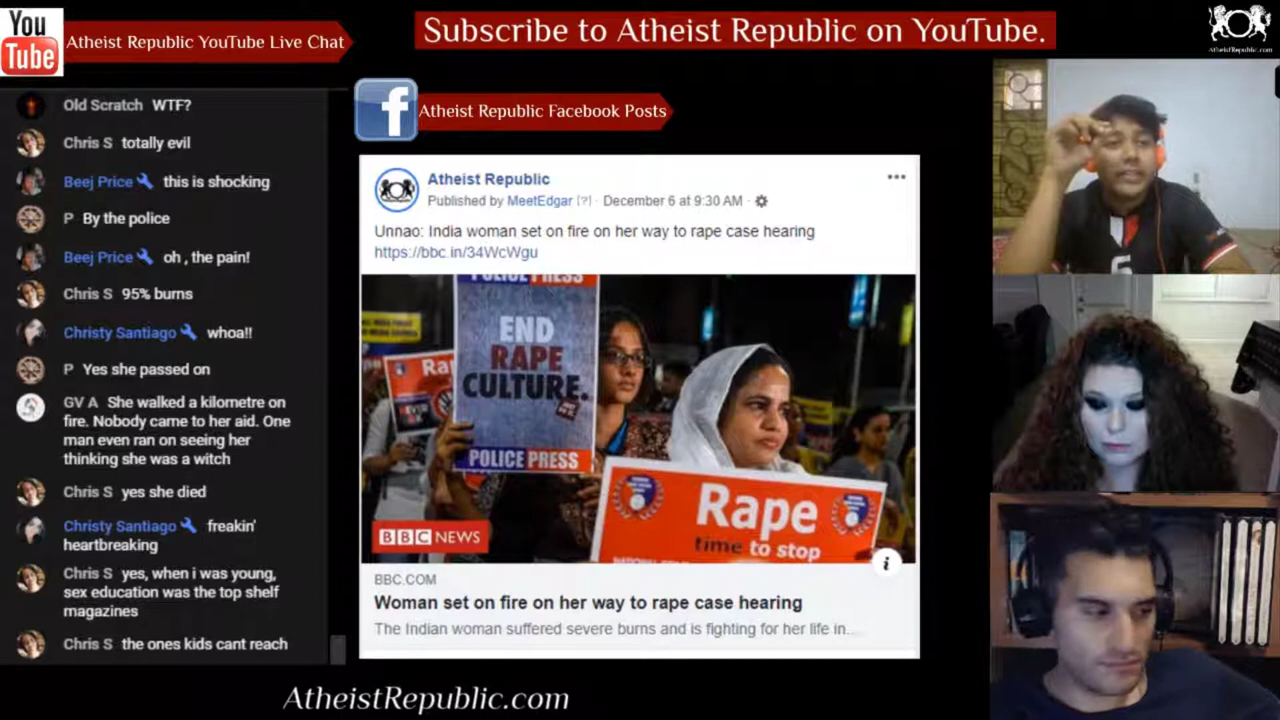 You
Tube
Atheist Republic YouTube Live Chat
Subscribe to Atheist Republic on YouTube.
AtheistRepublic.com
Old Scratch WTF?
Chris S totally evil
Beej Price this is shocking
P By the police
Beej Price oh , the pain!
Chris S 95% burns
Christy Santiago whoa!!
P Yes she passed on
GV A She walked a kilometre on
fire. Nobody came to her aid. One
man even ran on seeing her
thinking she was a witch
Chris S yes she died
Christy Santiago freakin'
heartbreaking
Chris S yes, when i was young,
sex education was the top shelf
magazines
Chris S the ones kids cant reach
f
Atheist Republic Facebook Posts
Atheist Republic
Published by MeetEdgar [?] · December 6 at 9:30 AM ·
Unnao: India woman set on fire on her way to rape case hearing
https://bbc.in/34WcWgu
POLICE PRESS
END
RAPE
CULTURE.
POLICE PRESS
Ra
Rape
time to stop
BBC NEWS
i
BBC.COM
Woman set on fire on her way to rape case hearing
The Indian woman suffered severe burns and is fighting for her life in...
AtheistRepublic.com